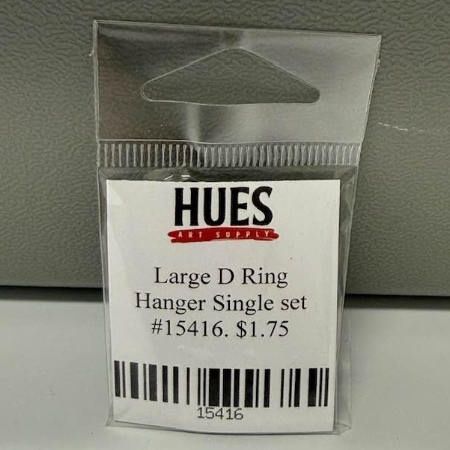 HUES
ART SUPPLY
Large D Ring
Hanger Single set
#15416. $1.75
15416